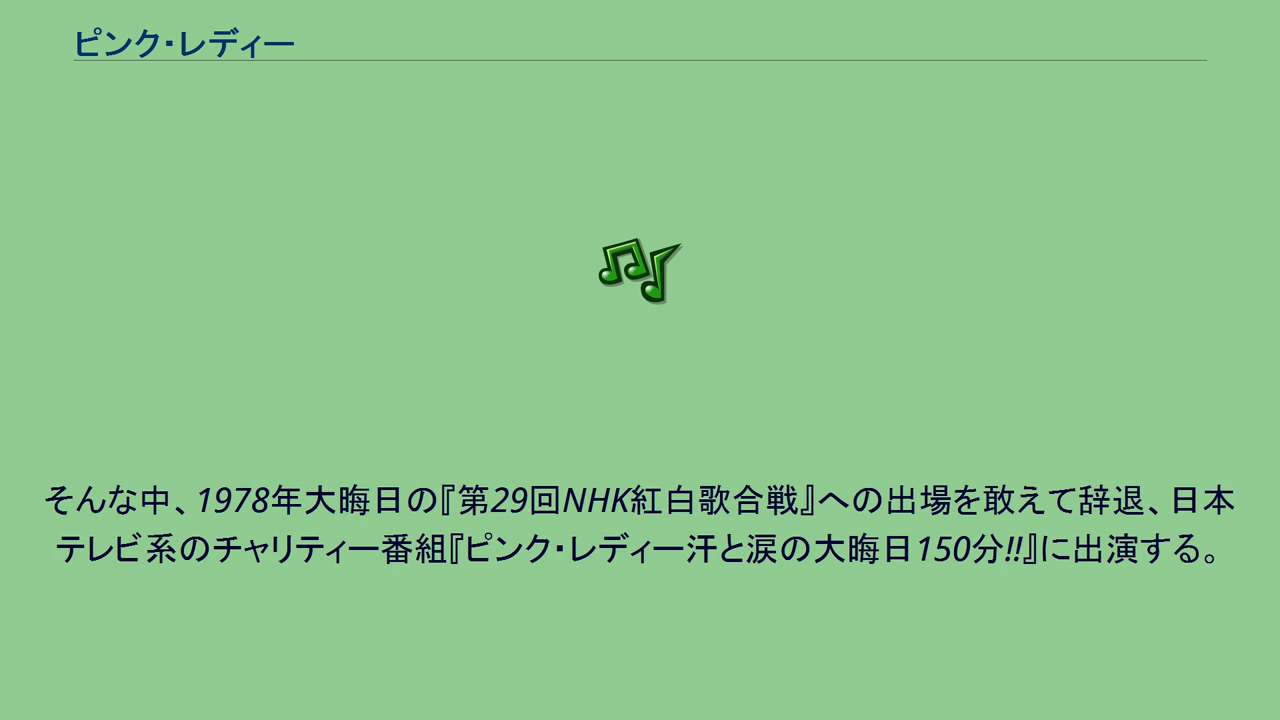 ピンク・レディー
そんな中、1978年大晦日の『第29回NHK紅白歌合戦』への出場を敢えて辞退、日本
テレビ系のチャリティー番組『ピンク・レディー汗と涙の大晦日150分!!』に出演する。